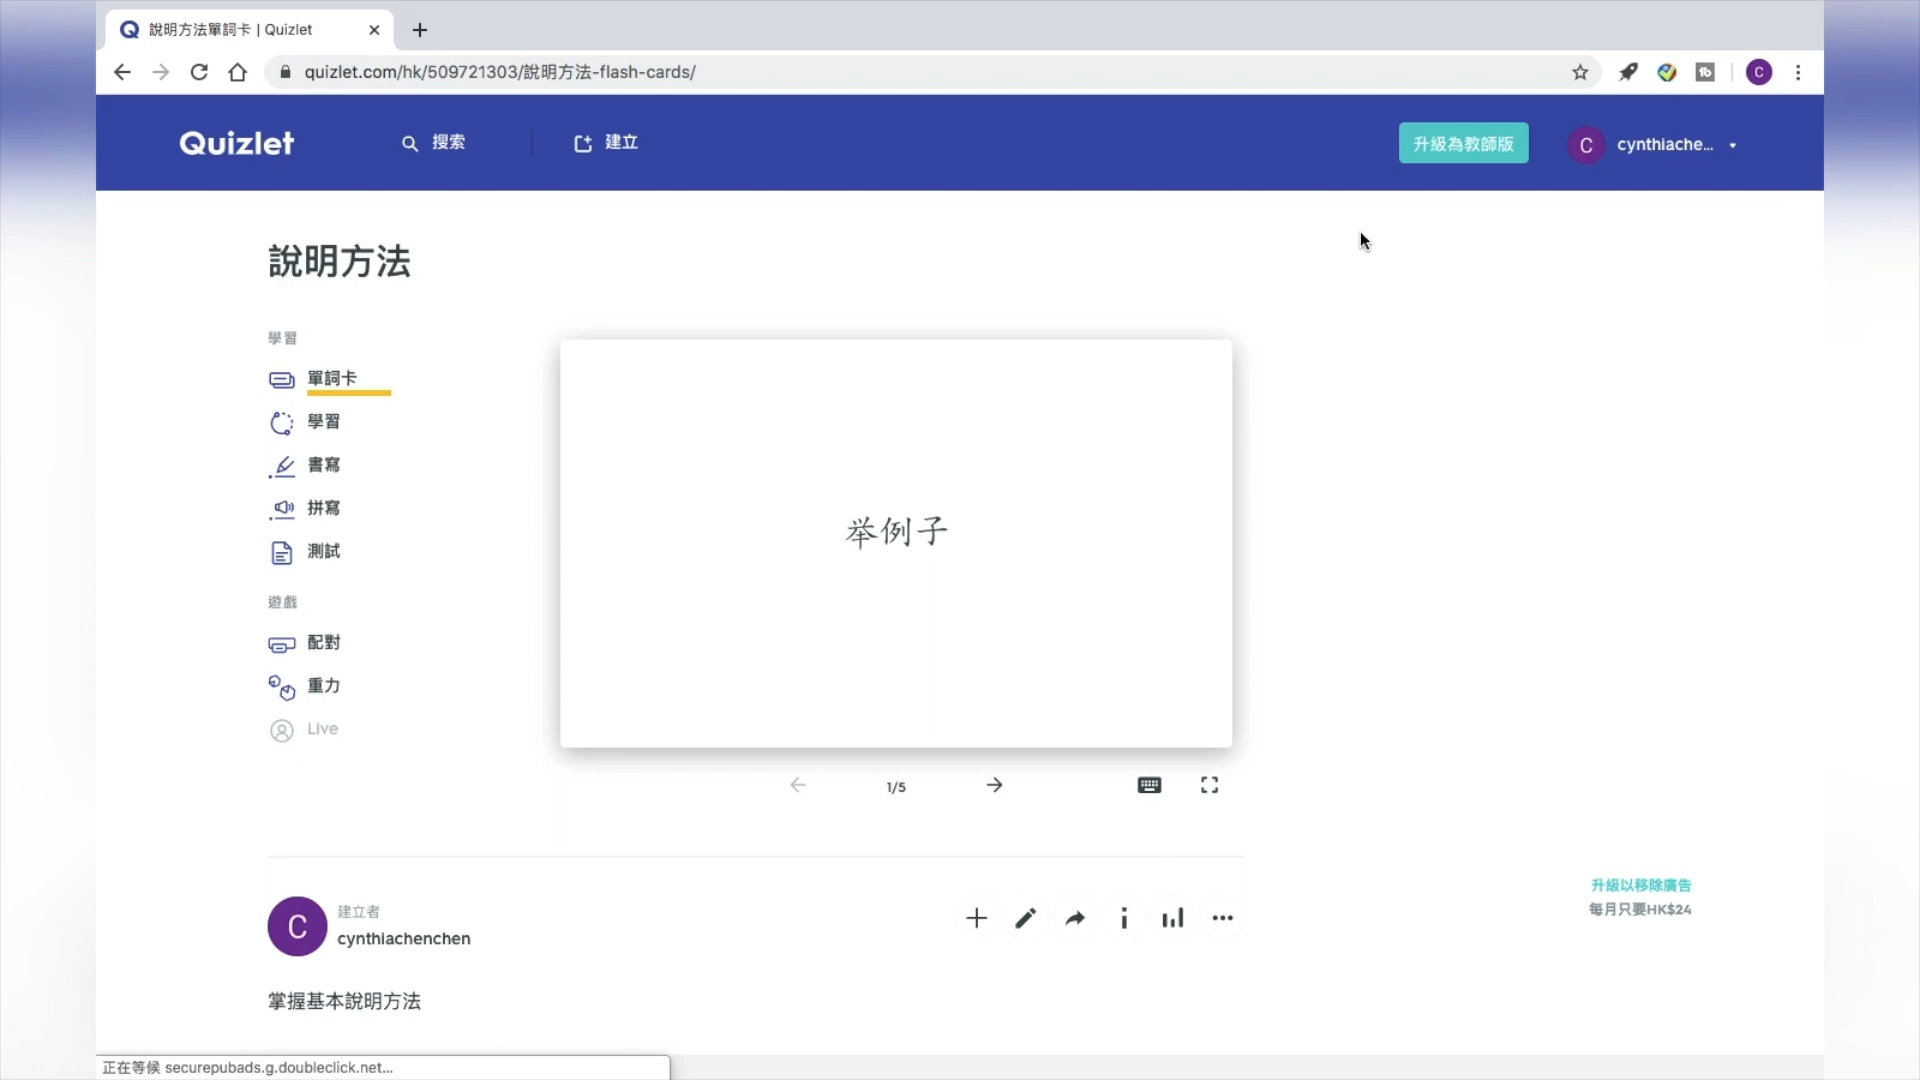 說明方法單詞卡 | Quizlet
quizlet.com/hk/509721303/說明方法-flash-cards/
C
Quizlet
搜索
建立
升級為教師版
C
cynthiache...
說明方法
學習
單詞卡
學習
書寫
拼寫
測試
遊戲
配對
重力
Live
举例子
1/5
升級以移除廣告
每月只要HK$24
C
建立者
cynthiachenchen
掌握基本說明方法
正在等候 securepubads.g.doubleclick.net...